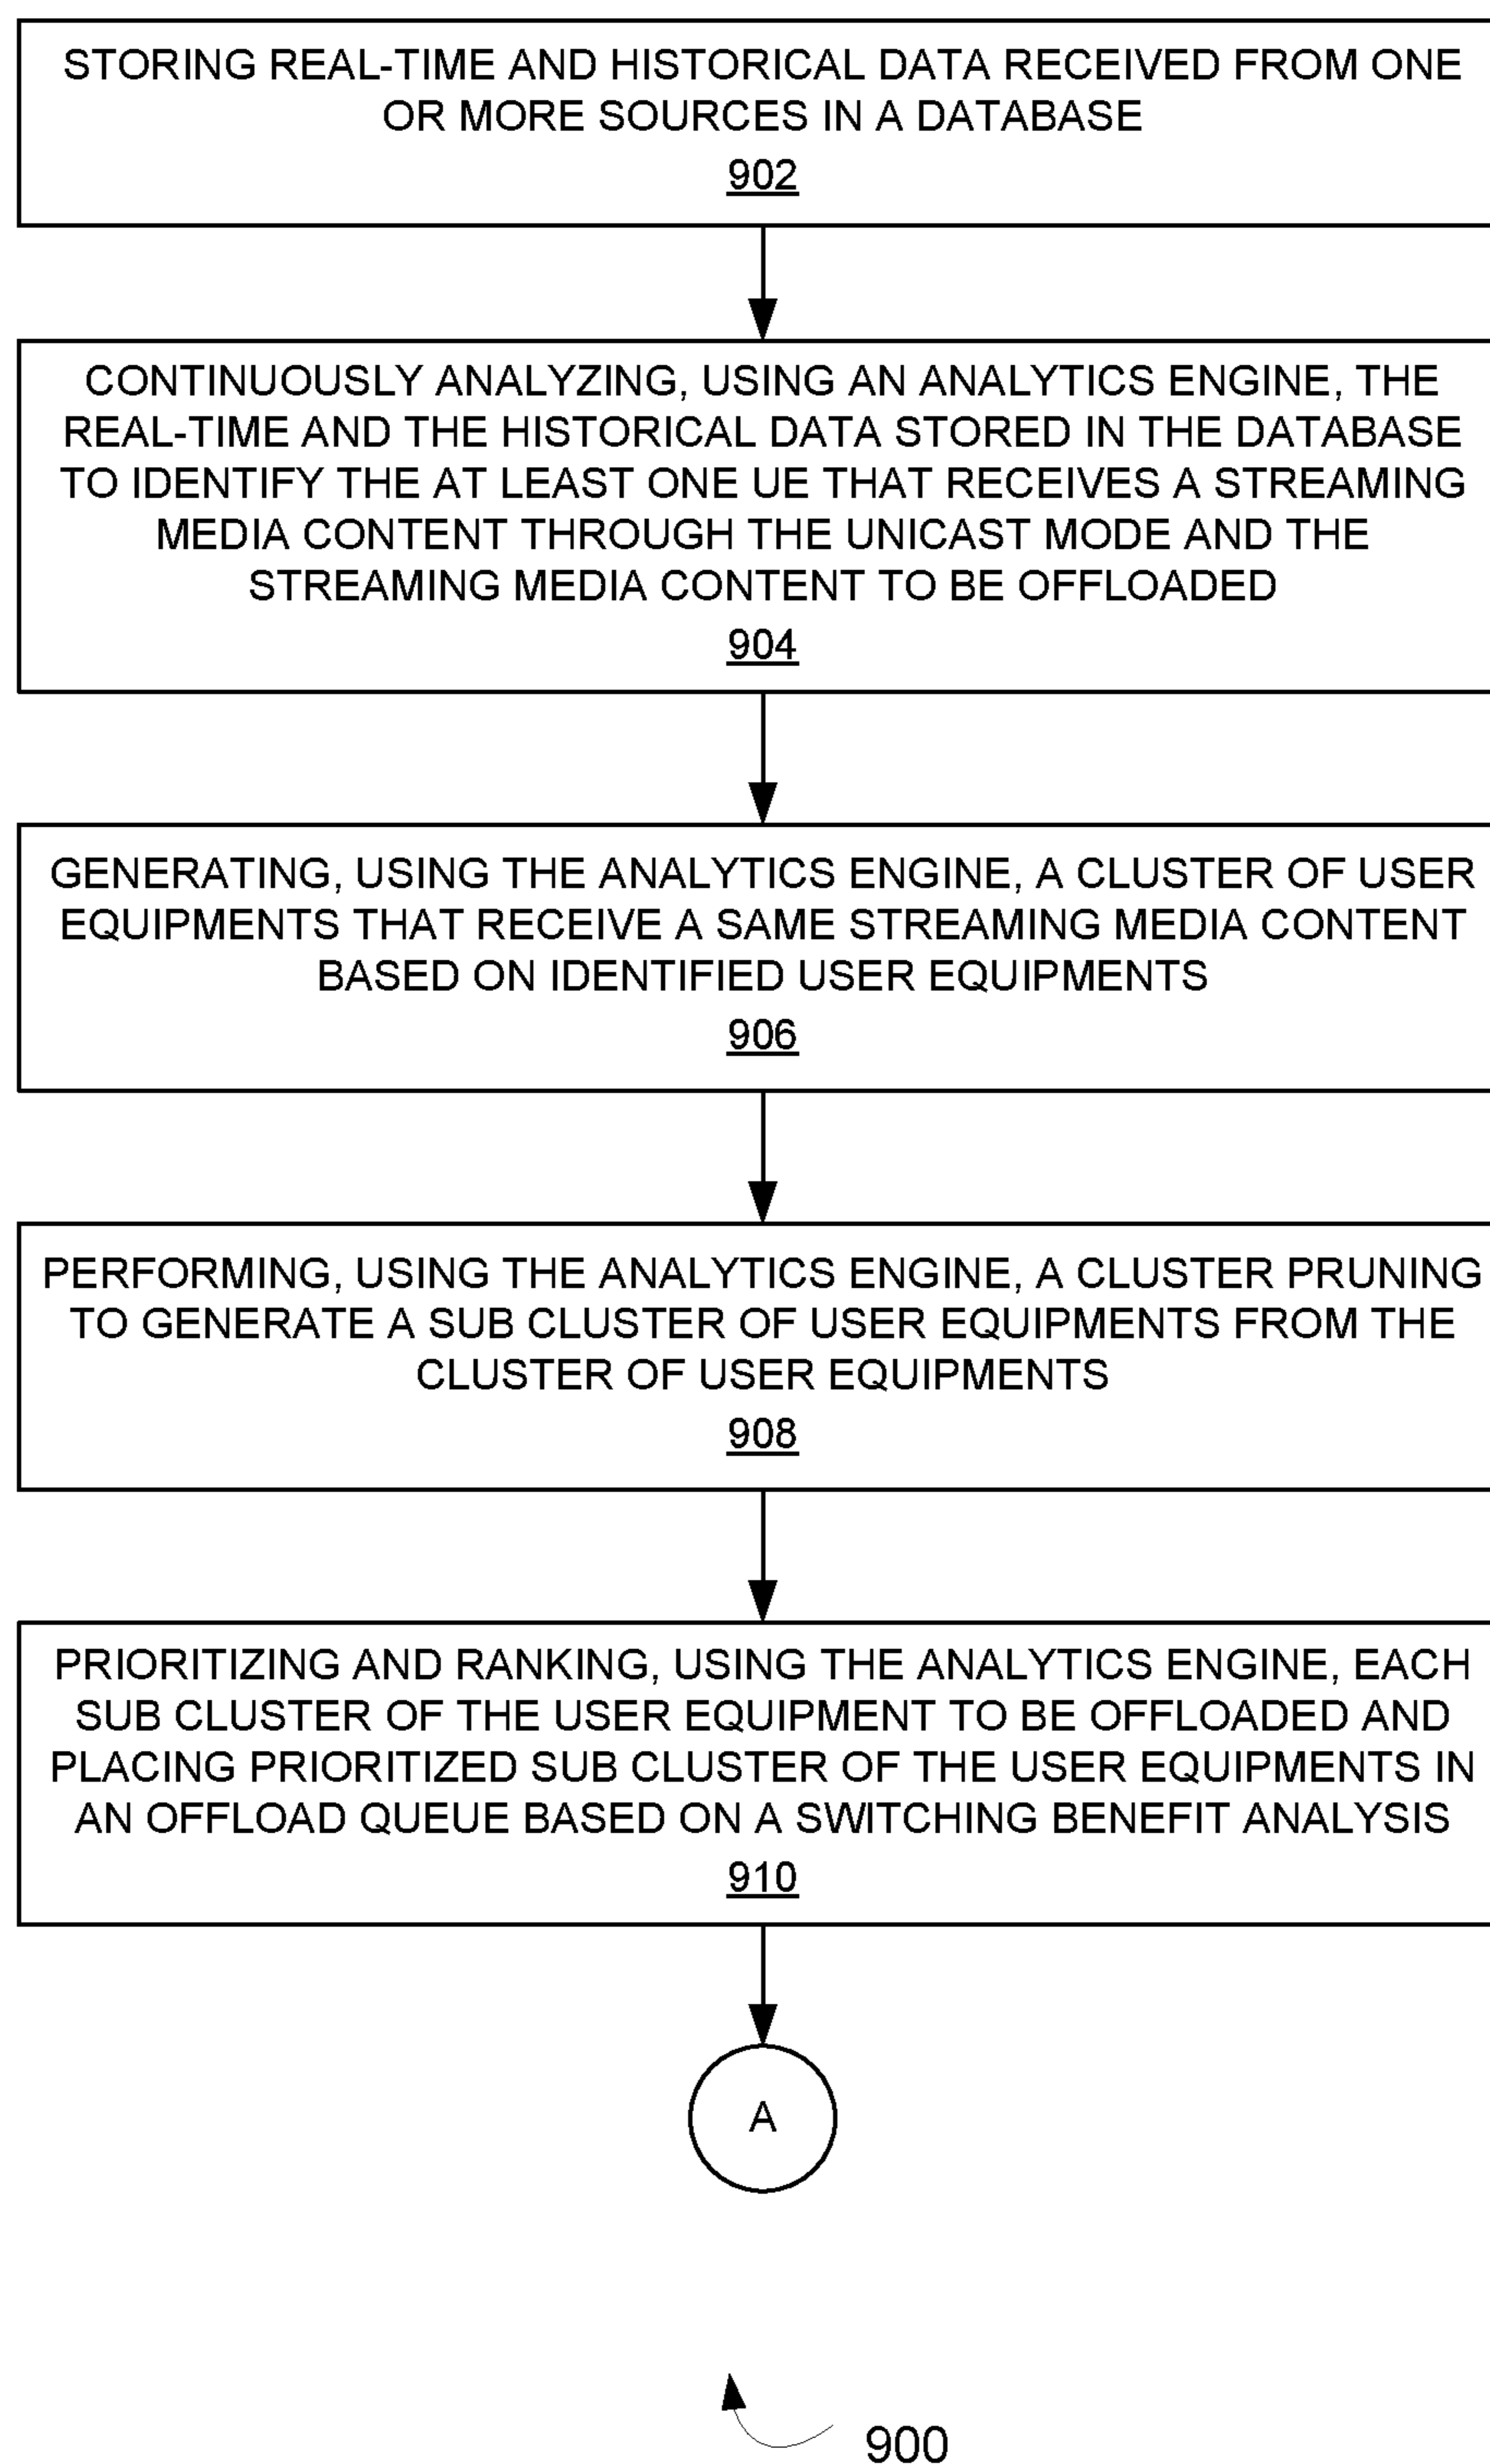 STORING REAL-TIME AND HISTORICAL DATA RECEIVED FROM ONE
OR MORE SOURCES IN A DATABASE
902
CONTINUOUSLY ANALYZING, USING AN ANALYTICS ENGINE, THE
REAL-TIME AND THE HISTORICAL DATA STORED IN THE DATABASE
TO IDENTIFY THE AT LEAST ONE UE THAT RECEIVES A STREAMING
MEDIA CONTENT THROUGH THE UNICAST MODE AND THE
STREAMING MEDIA CONTENT TO BE OFFLOADED
904
GENERATING, USING THE ANALYTICS ENGINE, A CLUSTER OF USER
EQUIPMENTS THAT RECEIVE A SAME STREAMING MEDIA CONTENT
BASED ON IDENTIFIED USER EQUIPMENTS
906
PERFORMING, USING THE ANALYTICS ENGINE, A CLUSTER PRUNING
TO GENERATE A SUB CLUSTER OF USER EQUIPMENTS FROM THE
CLUSTER OF USER EQUIPMENTS
908
PRIORITIZING AND RANKING, USING THE ANALYTICS ENGINE, EACH
SUB CLUSTER OF THE USER EQUIPMENT TO BE OFFLOADED AND
PLACING PRIORITIZED SUB CLUSTER OF THE USER EQUIPMENTS IN
AN OFFLOAD QUEUE BASED ON A SWITCHING BENEFIT ANALYSIS
910
A
900